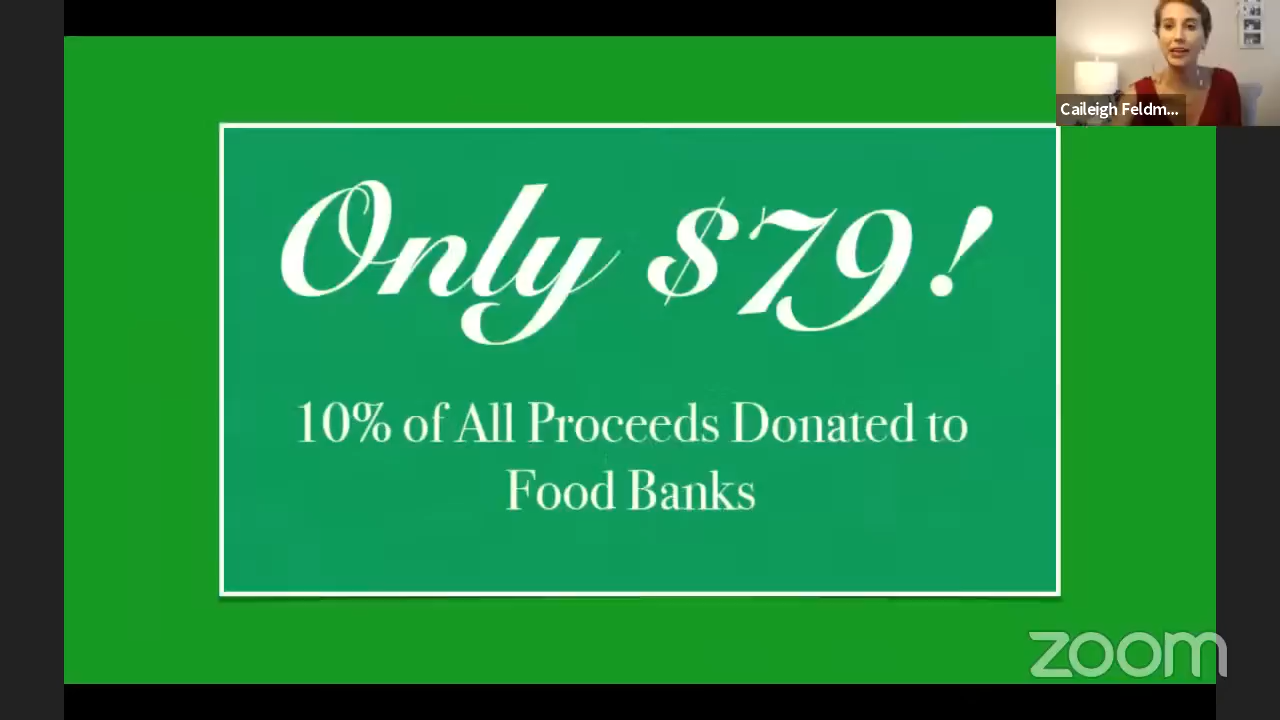 Caileigh Feldm...
Only $79!
10% of All Proceeds Donated to
Food Banks
zoom